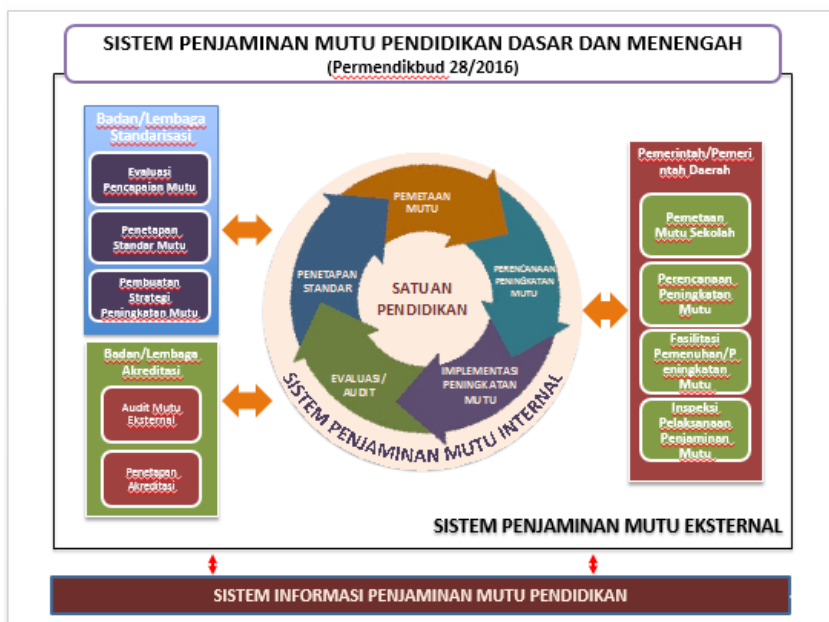 SISTEM PENJAMINAN MUTU PENDIDIKAN DASAR DAN MENENGAH
(Permendikbud 28/2016)
Badan/Lembaga
Standarisasi
Evaluasi
Pencapaian Mutu
Penetapan
Standar Mutu
Pembuatan
Strategi
Peningkatan Mutu
Badan/Lembaga
Akreditasi
Audit Mutu
Eksternal
Penetapan
Akreditasi
PEMETAAN
MUTU
PERENCANAAN
PENINGKATAN
MUTU
IMPLEMENTASI
PENINGKATAN
MUTU
EVALUASI/
AUDIT
PENETAPAN
STANDAR
SATUAN
PENDIDIKAN
SISTEM PENJAMINAN MUTU INTERNAL
Pemerintah/Pemeri
ntah Daerah
Pemetaan
Mutu Sekolah
Perencanaan
Peningkatan
Mutu
Fasilitasi
Pemenuhan/P
eningkatan
Mutu
Inspeksi
Pelaksanaan
Penjaminan
Mutu
SISTEM PENJAMINAN MUTU EKSTERNAL
SISTEM INFORMASI PENJAMINAN MUTU PENDIDIKAN